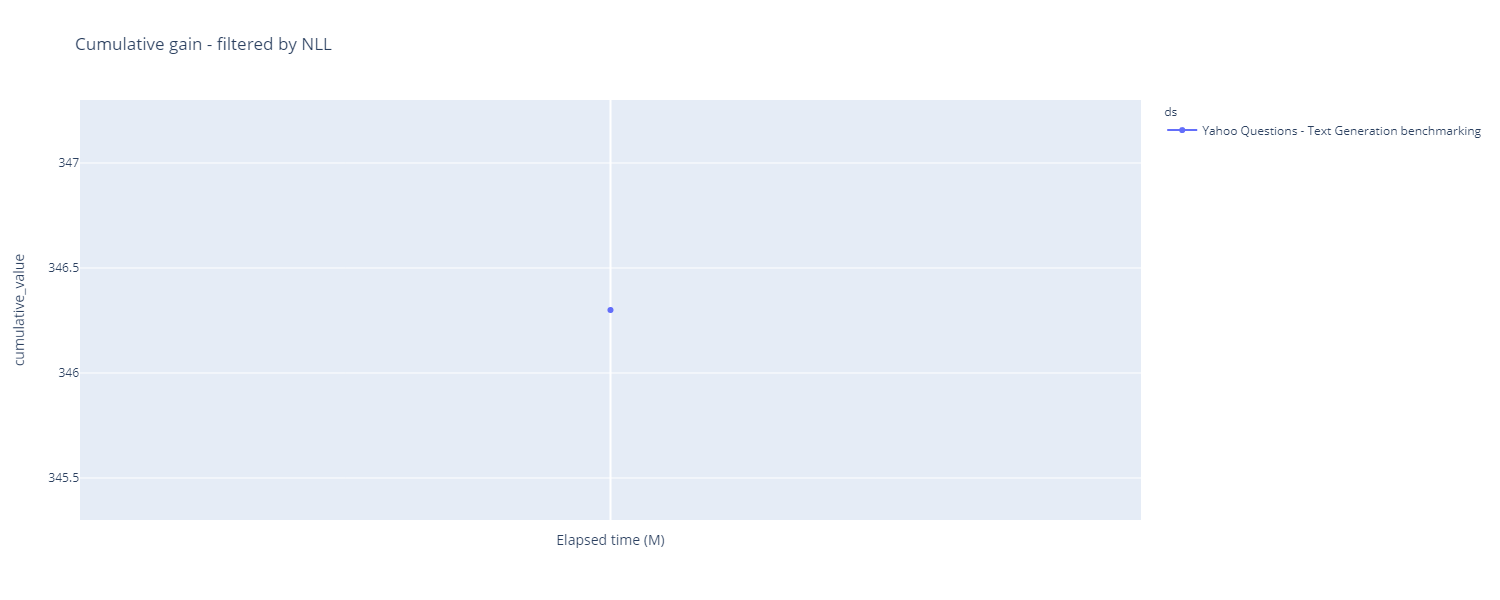 Cumulative gain - filtered by NLL
ds
Yahoo Questions - Text Generation benchmarking
347
346.5
346
345.5
cumulative_value
Elapsed time (M)